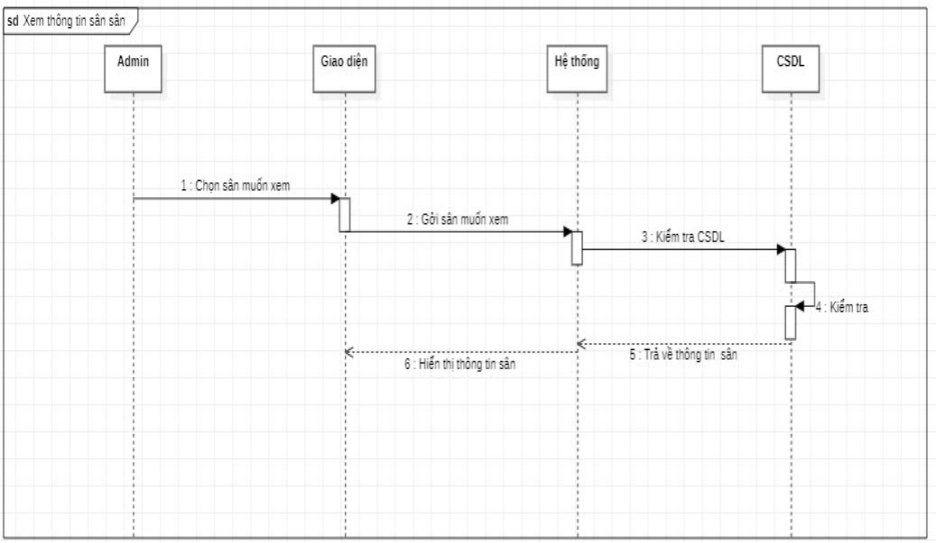 sd Xem thông tin sân sân
Admin
Giao diện
Hệ thống
CSDL
1 : Chọn sân muốn xem
2 : Gởi sân muốn xem
3 : Kiểm tra CSDL
4 : Kiểm tra
5 : Trả về thông tin sân
6 : Hiển thị thông tin sân